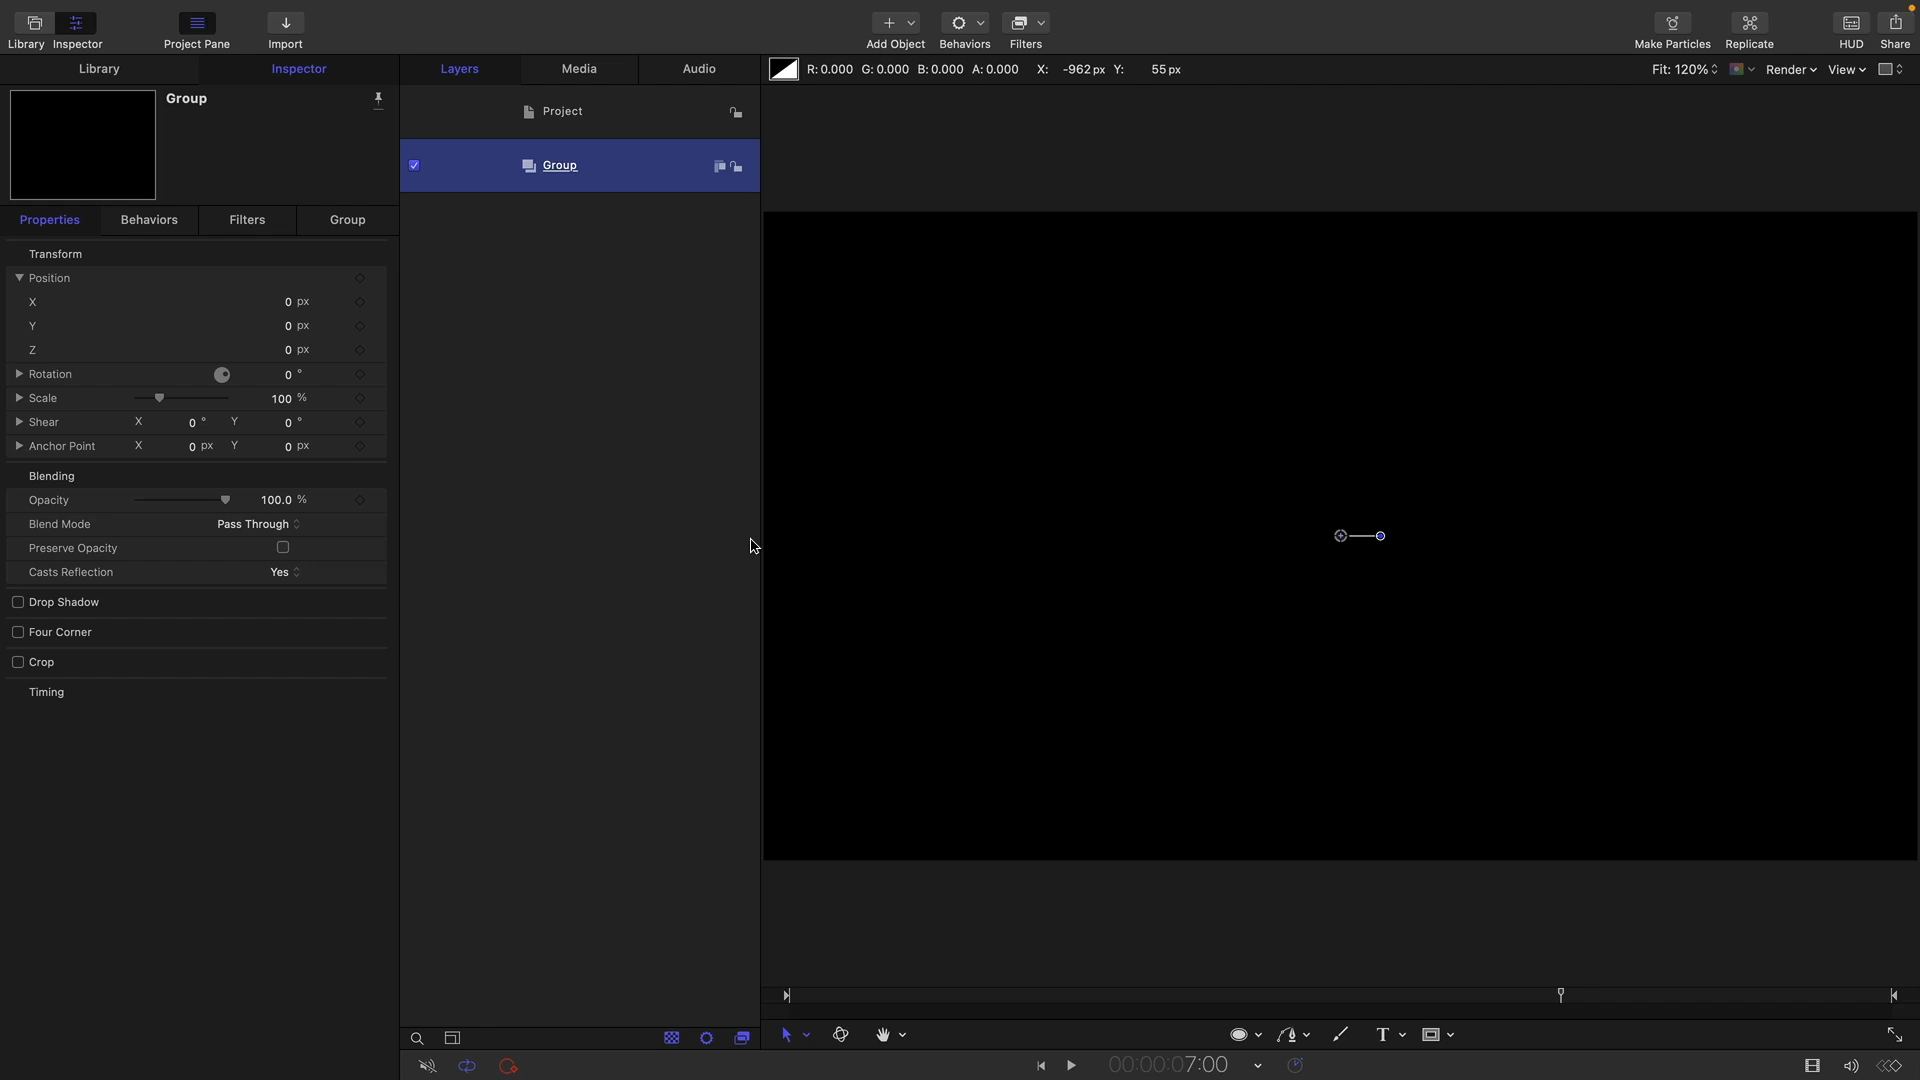 Library Inspector Project Pane Import Add Object Behaviors Filters Make Particles Replicate HUD Share
Library Inspector Layers Media Audio R: 0.000 G: 0.000 B: 0.000 A: 0.000 X: -962 px Y: 55 px Fit: 120% Render View
Group
Project
Group
Properties Behaviors Filters Group
Transform
Position
X 0 px
Y 0 px
Z 0 px
Rotation 0 °
Scale 100 %
Shear X 0 ° Y 0 °
Anchor Point X 0 px Y 0 px
Blending
Opacity 100.0 %
Blend Mode Pass Through
Preserve Opacity
Casts Reflection Yes
Drop Shadow
Four Corner
Crop
Timing
T
00:00:07:00